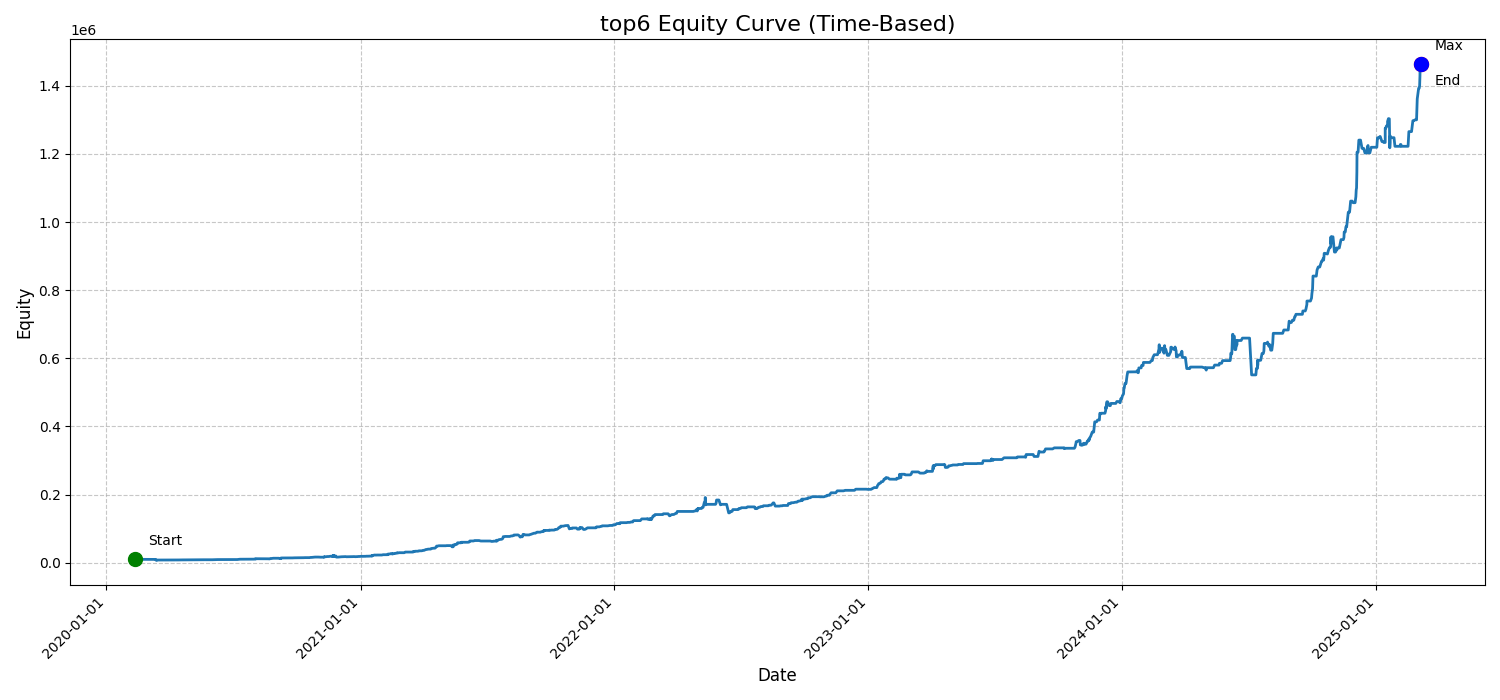 top6 Equity Curve (Time-Based)
1e6
Max
End
1.4
1.2
1.0
0.8
0.6
0.4
0.2
0.0
Equity
Start
2020-01-01
2021-01-01
2022-01-01
2023-01-01
2024-01-01
2025-01-01
Date